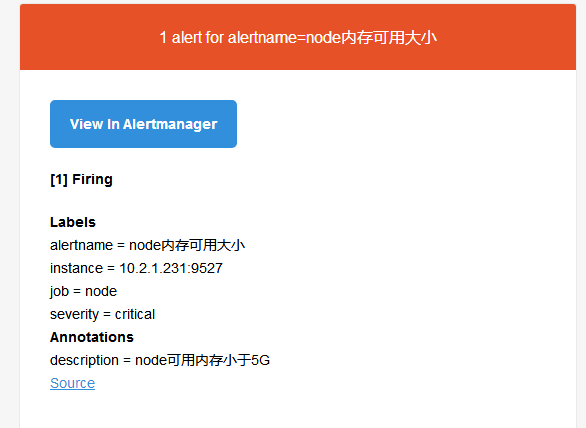 1 alert for alertname=node内存可用大小
View In Alertmanager
[1] Firing
Labels
alertname = node内存可用大小
instance = 10.2.1.231:9527
job = node
severity = critical
Annotations
description = node可用内存小于5G
Source